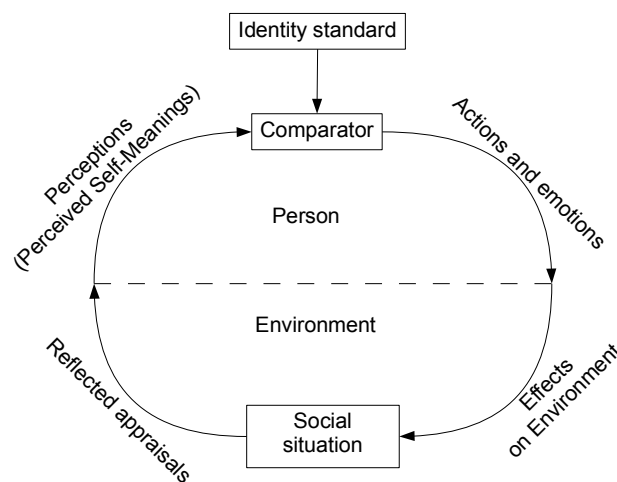 Identity standard
Comparator
Perceptions
(Perceived Self-Meanings)
Actions and emotions
Person
Environment
Reflected appraisals
Effects
on Environment
Social
situation